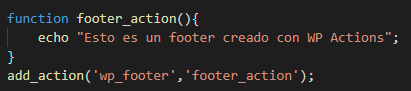 function footer_action(){
    echo "Esto es un footer creado con WP Actions";
}
add_action('wp_footer','footer_action');